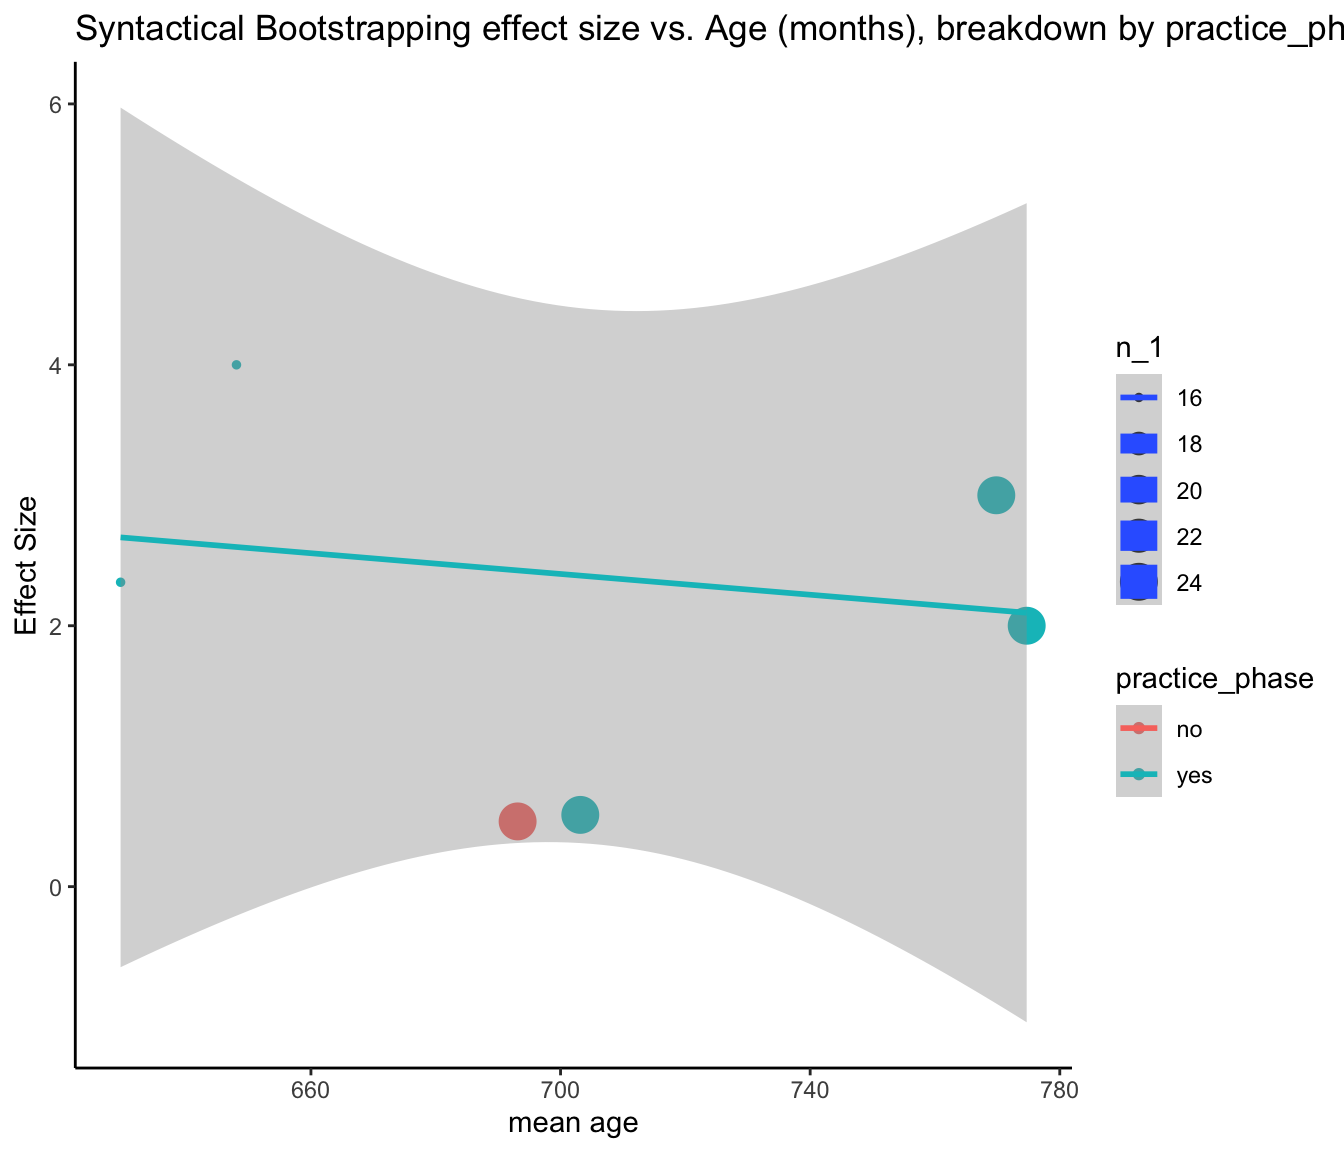 Syntactical Bootstrapping effect size vs. Age (months), breakdown by practice_ph
6
4
2
0
Effect Size
660
700
740
780
mean age
n_1
16
18
20
22
24
practice_phase
no
yes